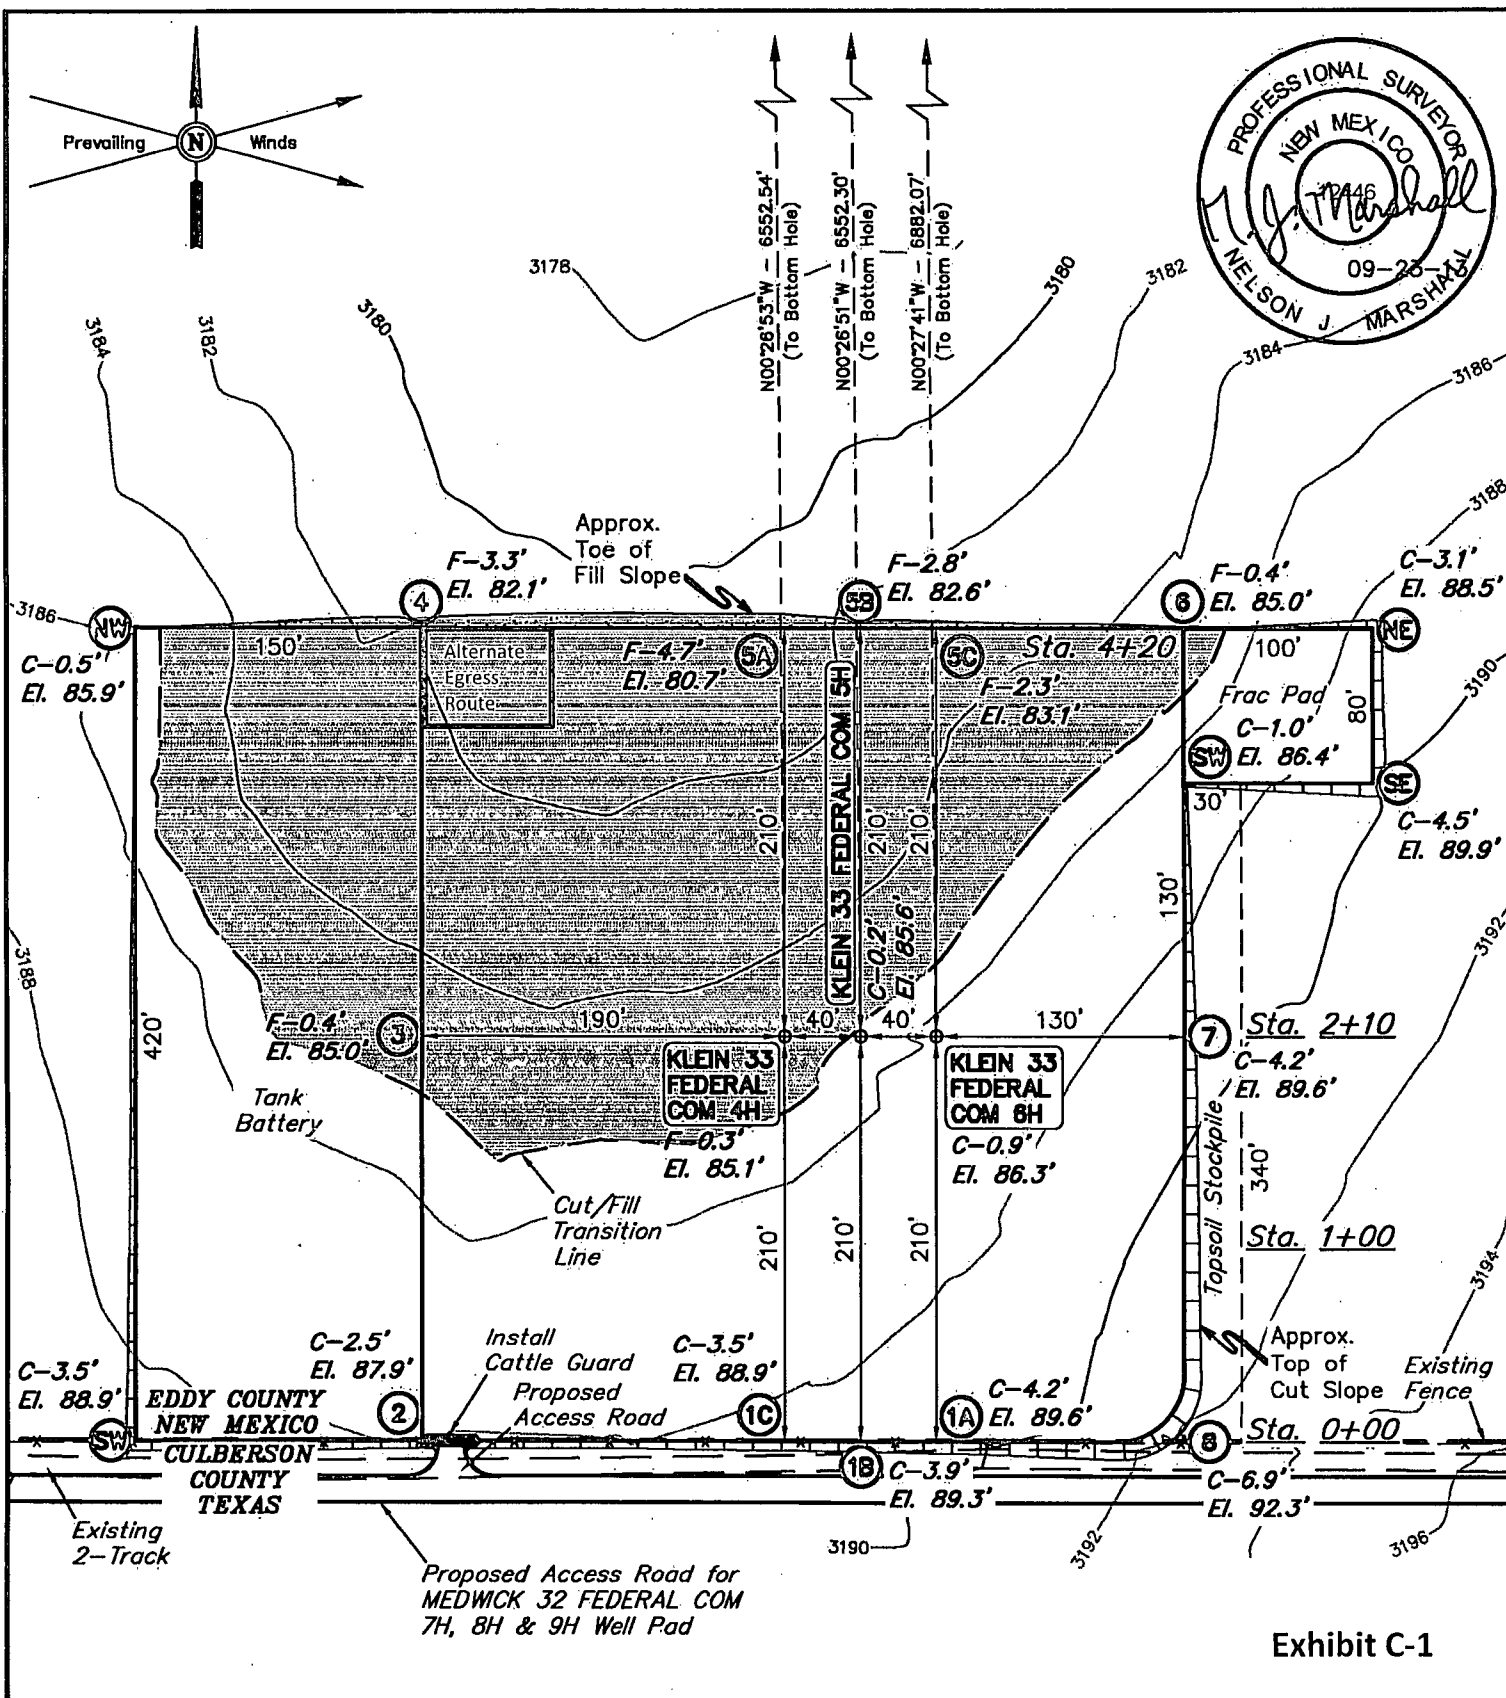 Prevailing
N
Winds
N00°26'53"W - 6552.54'
(To Bottom Hole)
N00°26'51"W - 6552.30'
(To Bottom Hole)
N00°27'41"W - 6882.07'
(To Bottom Hole)
PROFESSIONAL SURVEYOR
NEW MEXICO
12446
N.J. Marshall
09-23-13
NELSON J. MARSHALL
3178
3180
3180
3182
3182
3184
3184
3186
3186
3188
3188
3190
3190
3192
3192
3194
3196
Approx.
Toe of
Fill Slope
F-3.3'
El. 82.1'
4
5B
F-2.8'
El. 82.6'
6
F-0.4'
El. 85.0'
C-3.1'
El. 88.5'
NE
NW
C-0.5'
El. 85.9'
150'
Alternate
Egress
Route
F-4.7'
El. 80.7'
5A
5C
Sta. 4+20
F-2.3'
El. 83.1'
100'
80'
Frac Pad
C-1.0'
El. 86.4'
SW
SE
30'
C-4.5'
El. 89.9'
KLEIN 33 FEDERAL COM 5H
210'
210'
210'
C-0.2'
El. 85.6'
130'
420'
F-0.4'
El. 85.0'
3
190'
40'
40'
130'
7
Sta. 2+10
C-4.2'
El. 89.6'
KLEIN 33
FEDERAL
COM 4H
F-0.3'
El. 85.1'
KLEIN 33
FEDERAL
COM 6H
C-0.9'
El. 86.3'
Tank
Battery
Cut/Fill
Transition
Line
210'
210'
210'
Topsoil Stockpile
340'
Sta. 1+00
C-3.5'
El. 88.9'
SW
EDDY COUNTY
NEW MEXICO
CULBERSON
COUNTY
TEXAS
C-2.5'
El. 87.9'
2
Install
Cattle Guard
Proposed
Access Road
C-3.5'
El. 88.9'
1C
1A
C-4.2'
El. 89.6'
1B
C-3.9'
El. 89.3'
Approx.
Top of
Cut Slope
Existing
Fence
8
Sta. 0+00
C-6.9'
El. 92.3'
Existing
2-Track
Proposed Access Road for
MEDWICK 32 FEDERAL COM
7H, 8H & 9H Well Pad
Exhibit C-1